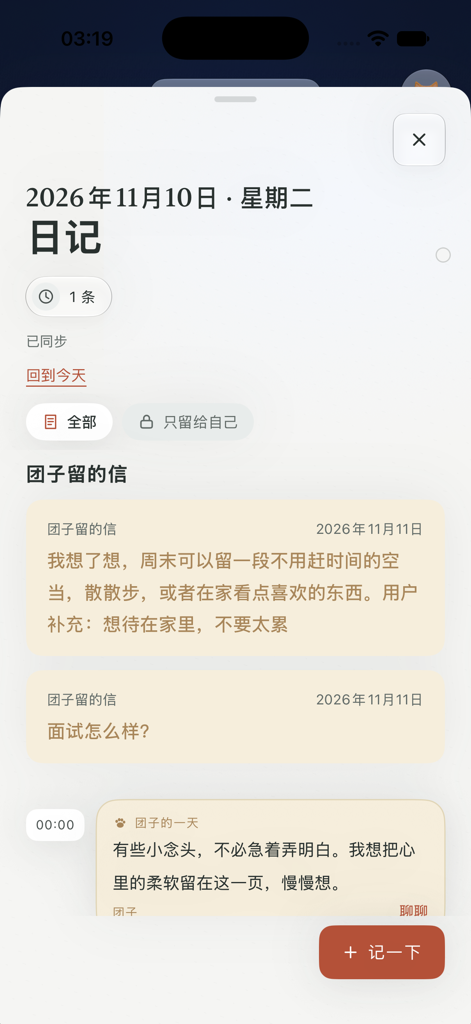 03:19
2026年11月10日 · 星期二
日记
1 条
已同步
回到今天
全部
只留给自己
团子留的信
团子留的信
2026年11月11日
我想了想，周末可以留一段不用赶时间的空
当，散散步，或者在家看点喜欢的东西。用户
补充：想待在家里，不要太累
团子留的信
2026年11月11日
面试怎么样?
00:00
团子的一天
有些小念头，不必急着弄明白。我想把心
里的柔软留在这一页，慢慢想。
团子
聊聊
+ 记一下